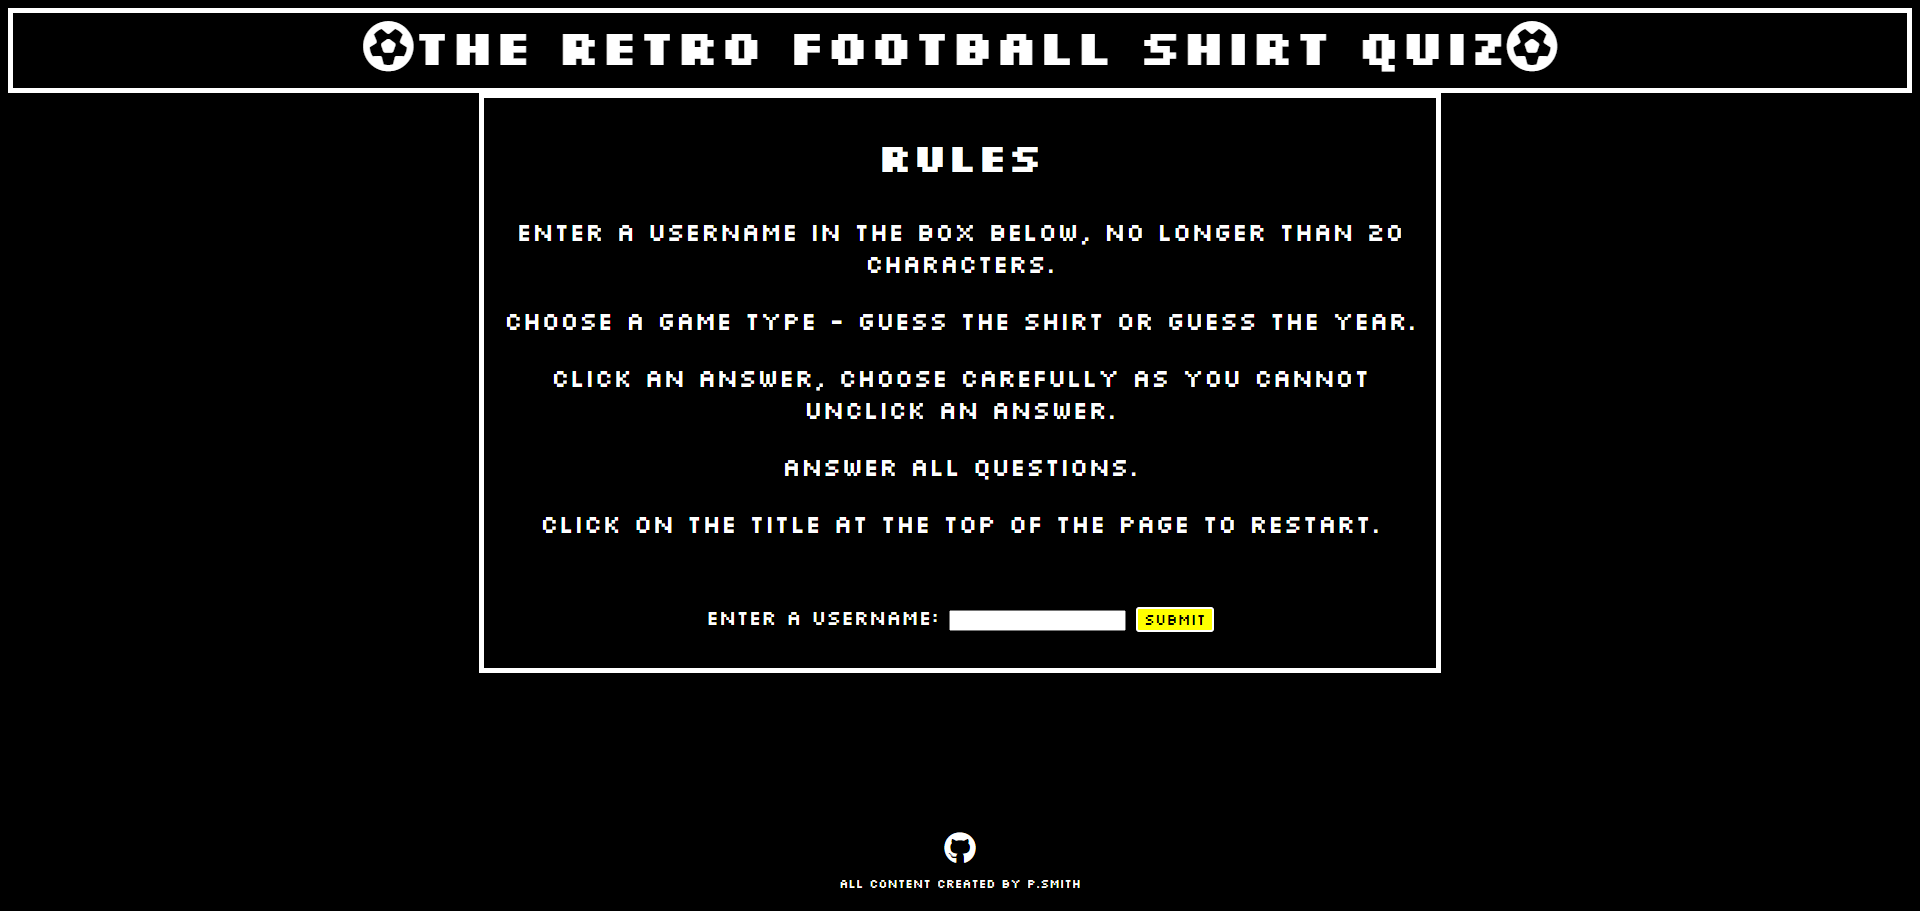 THE RETRO FOOTBALL SHIRT QUIZ
RULES
ENTER A USERNAME IN THE BOX BELOW, NO LONGER THAN 20
CHARACTERS.
CHOOSE A GAME TYPE - GUESS THE SHIRT OR GUESS THE YEAR.
CLICK AN ANSWER, CHOOSE CAREFULLY AS YOU CANNOT
UNCLICK AN ANSWER.
ANSWER ALL QUESTIONS.
CLICK ON THE TITLE AT THE TOP OF THE PAGE TO RESTART.
ENTER A USERNAME: SUBMIT
ALL CONTENT CREATED BY P.SMITH